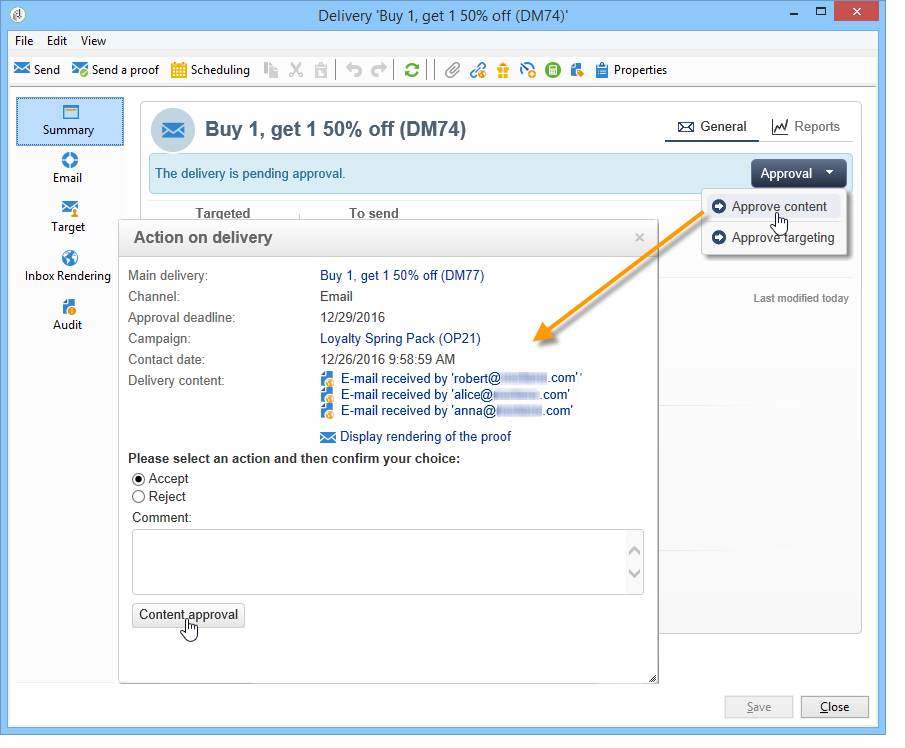 Delivery 'Buy 1, get 1 50% off (DM74)'
File Edit View
Send Send a proof Scheduling Properties
Summary
Email
Target
Inbox Rendering
Audit
Buy 1, get 1 50% off (DM74)
General Reports
The delivery is pending approval.
Approval
Approve content
Approve targeting
Targeted To send
Last modified today
Action on delivery
Main delivery: Buy 1, get 1 50% off (DM77)
Channel: Email
Approval deadline: 12/29/2016
Campaign: Loyalty Spring Pack (OP21)
Contact date: 12/26/2016 9:58:59 AM
Delivery content: E-mail received by 'robert@ .com''
E-mail received by 'alice@ .com'
E-mail received by 'anna@ .com'
Display rendering of the proof
Please select an action and then confirm your choice:
Accept
Reject
Comment:
Content approval
Save Close